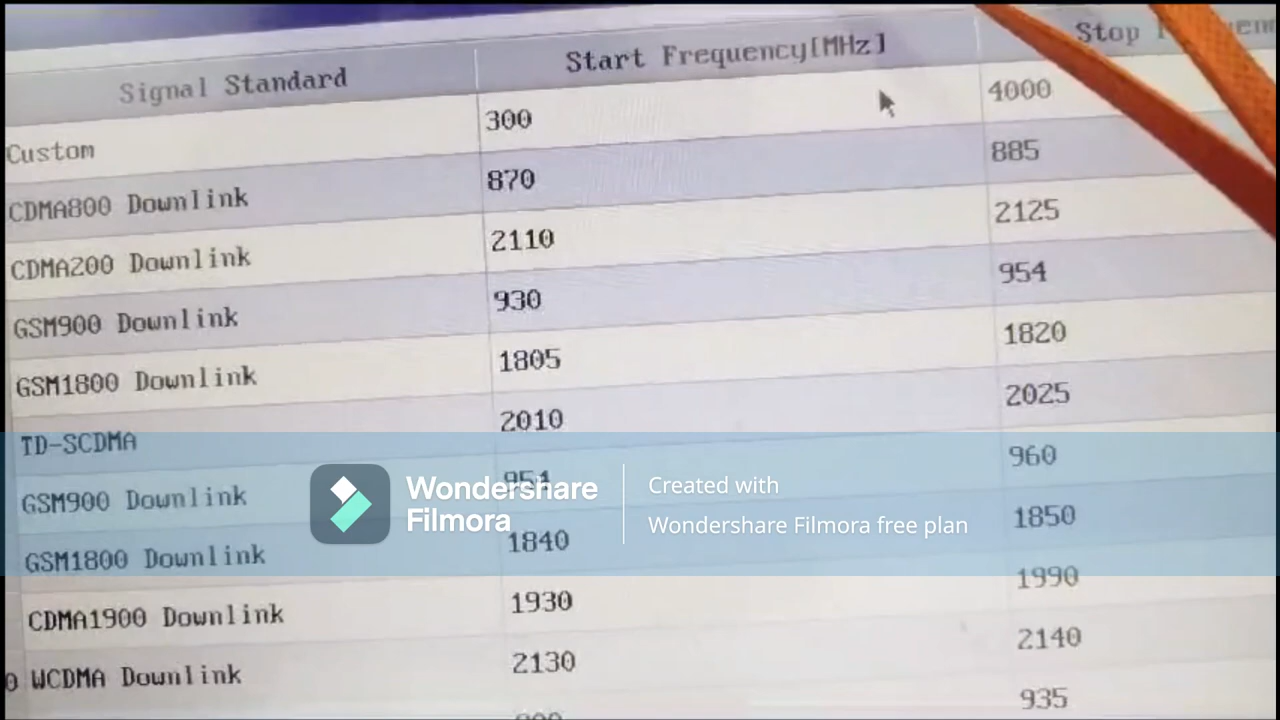 Signal Standard Start Frequency[MHz] Stop
Custom 300 4000
CDMA800 Downlink 870 885
CDMA200 Downlink 2110 2125
GSM900 Downlink 930 954
GSM1800 Downlink 1805 1820
TD-SCDMA 2010 2025
GSM900 Downlink 954 960
GSM1800 Downlink 1840 1850
CDMA1900 Downlink 1930 1990
0 WCDMA Downlink 2130 2140
935
Wondershare
Filmora
Created with
Wondershare Filmora free plan